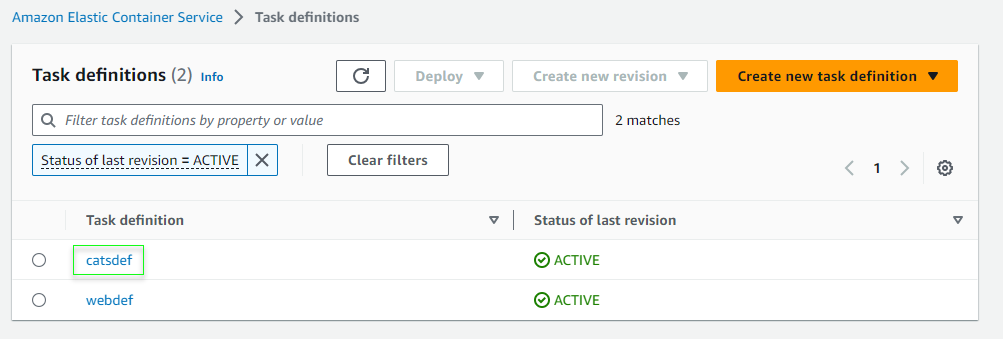 Amazon Elastic Container Service > Task definitions
Task definitions (2) Info Deploy Create new revision Create new task definition
Filter task definitions by property or value 2 matches
Status of last revision = ACTIVE Clear filters 1
Task definition Status of last revision
catsdef ACTIVE
webdef ACTIVE